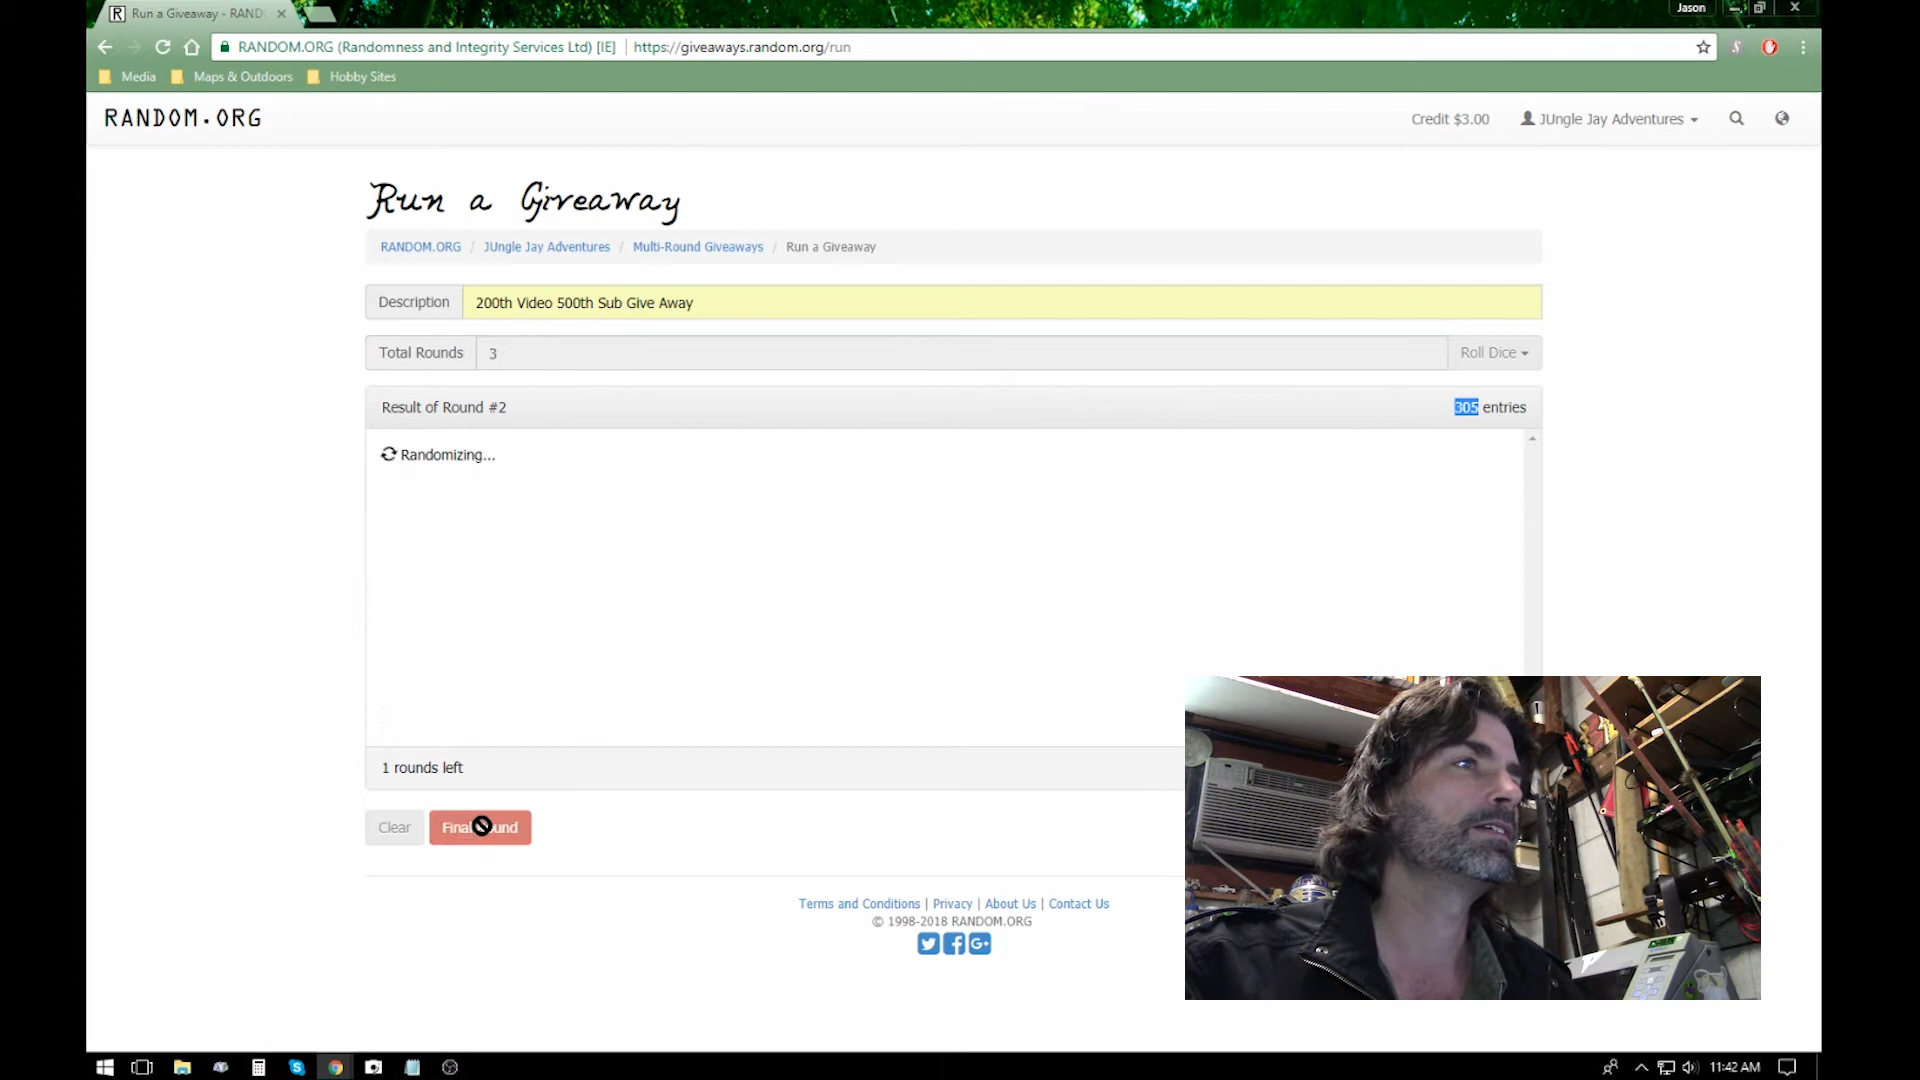 Run a Giveaway - RAND
Jason
RANDOM.ORG (Randomness and Integrity Services Ltd) [IE]
https://giveaways.random.org/run
Media
Maps & Outdoors
Hobby Sites
RANDOM.ORG
Credit $3.00
JUngle Jay Adventures
Run a Giveaway
RANDOM.ORG / JUngle Jay Adventures / Multi-Round Giveaways / Run a Giveaway
Description
200th Video 500th Sub Give Away
Total Rounds
3
Roll Dice
Result of Round #2
305 entries
Randomizing...
1 rounds left
Clear
Terms and Conditions | Privacy | About Us | Contact Us
© 1998-2018 RANDOM.ORG
11:42 AM